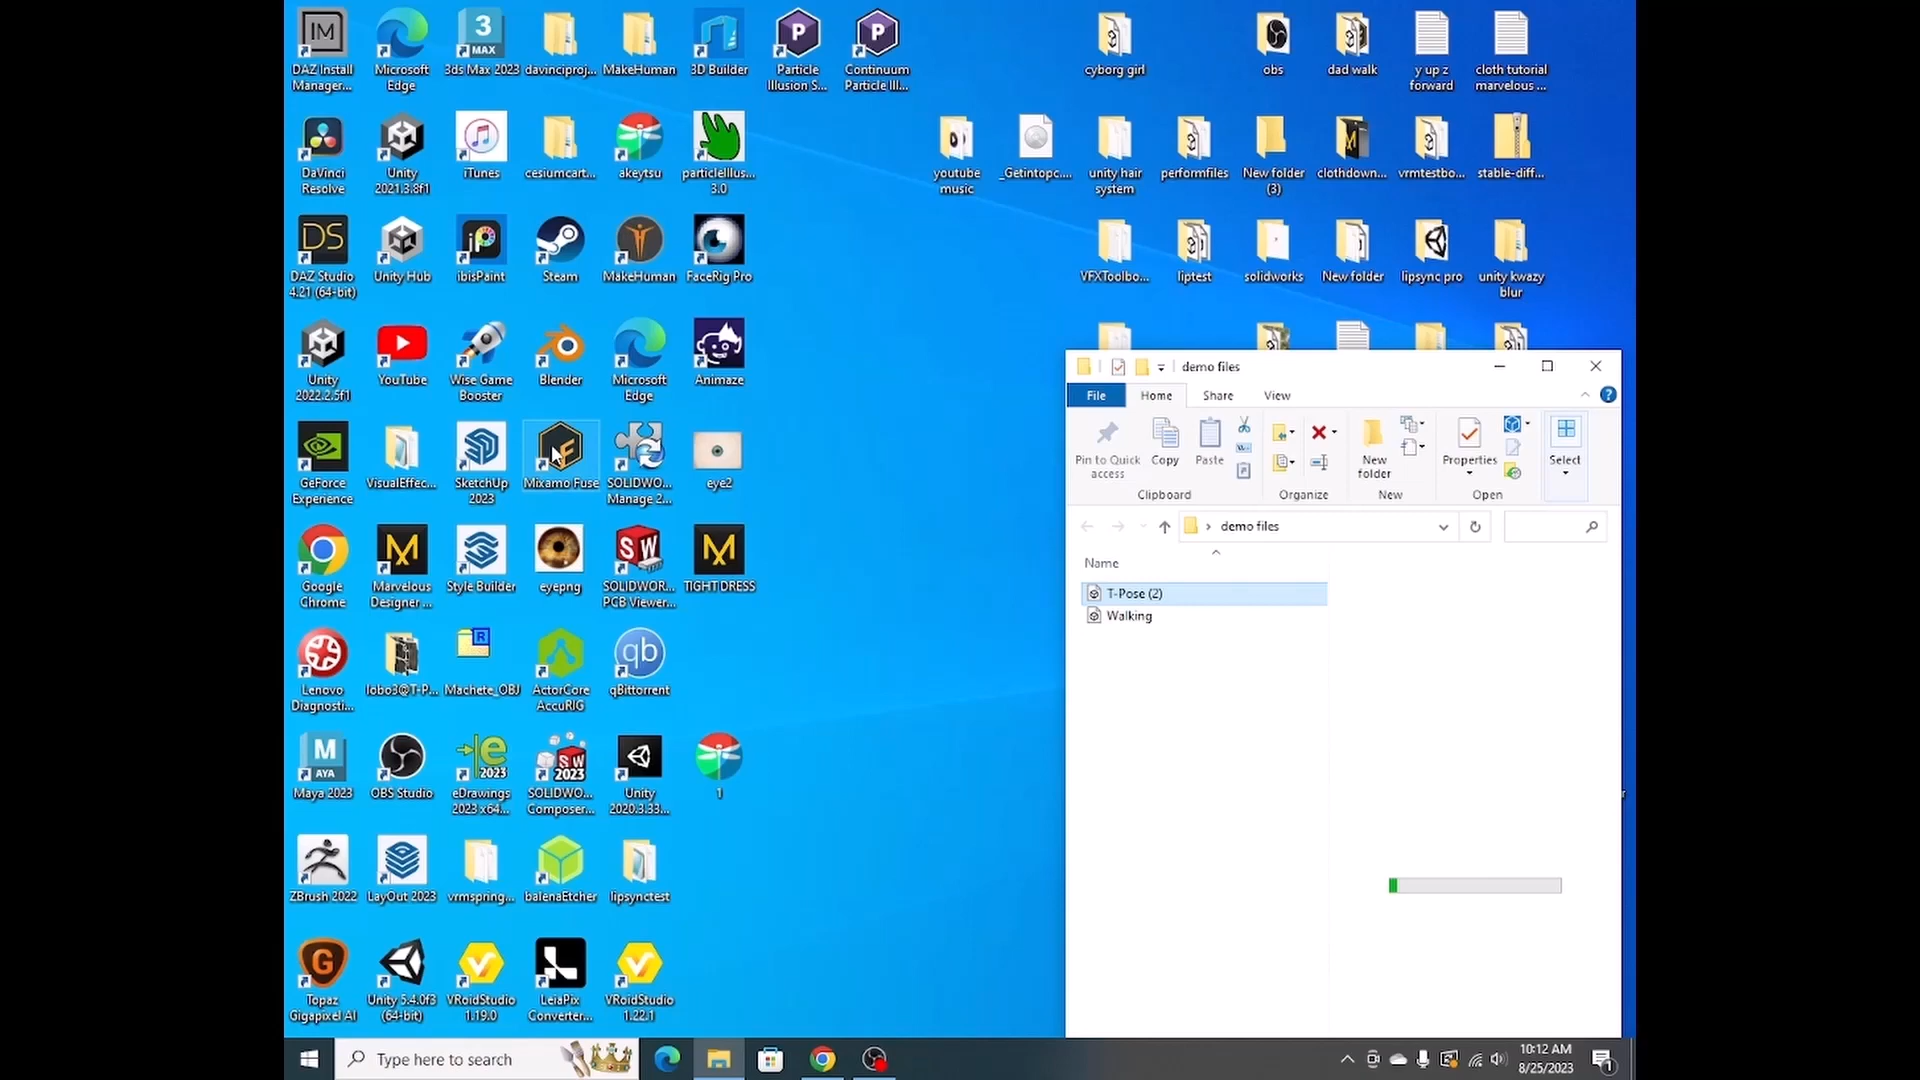 DAZ Install
Manager...
Microsoft
Edge
3ds Max 2023
davinciproj...
MakeHuman
3D Builder
Particle
Illusion S...
Continuum
Particle Ill...
cyborg girl
obs
dad walk
y up z
forward
cloth tutorial
marvelous ...
DaVinci
Resolve
Unity
2021.3.8f1
iTunes
cesiumcart...
akeytsu
particleIllus...
3.0
youtube
music
_Getintopc....
unity hair
system
performfiles
New folder
(3)
clothdown...
vrmtestbo...
stable-diff...
DAZ Studio
4.21 (64-bit)
Unity Hub
ibisPaint
Steam
MakeHuman
FaceRig Pro
VFXToolbo...
liptest
solidworks
New folder
lipsync pro
unity kwazy
blur
Unity
2022.2.5f1
YouTube
Wise Game
Booster
Blender
Microsoft
Edge
Animaze
GeForce
Experience
VisualEffec...
SketchUp
2023
Mixamo Fuse
SOLIDWO...
Manage 2...
eye2
Google
Chrome
Marvelous
Designer ...
Style Builder
eyepng
SOLIDWOR...
PCB Viewer...
TIGHTDRESS
Lenovo
Diagnosti...
lobo3@T-P...
Machete_OBJ
ActorCore
AccuRIG
qBittorrent
Maya 2023
OBS Studio
eDrawings
2023 x64...
SOLIDWO...
Composer...
Unity
2020.3.33...
1
ZBrush 2022
LayOut 2023
vrmspring...
balenaEtcher
lipsynctest
Topaz
Gigapixel AI
Unity 5.4.0f3
(64-bit)
VRoidStudio
1.19.0
LeiaPix
Converter...
VRoidStudio
1.22.1
demo files
File Home Share View
Pin to Quick
access
Copy
Paste
New
folder
Properties
Select
Clipboard Organize New Open
demo files
Name
T-Pose (2)
Walking
Type here to search
10:12 AM
8/25/2023
1